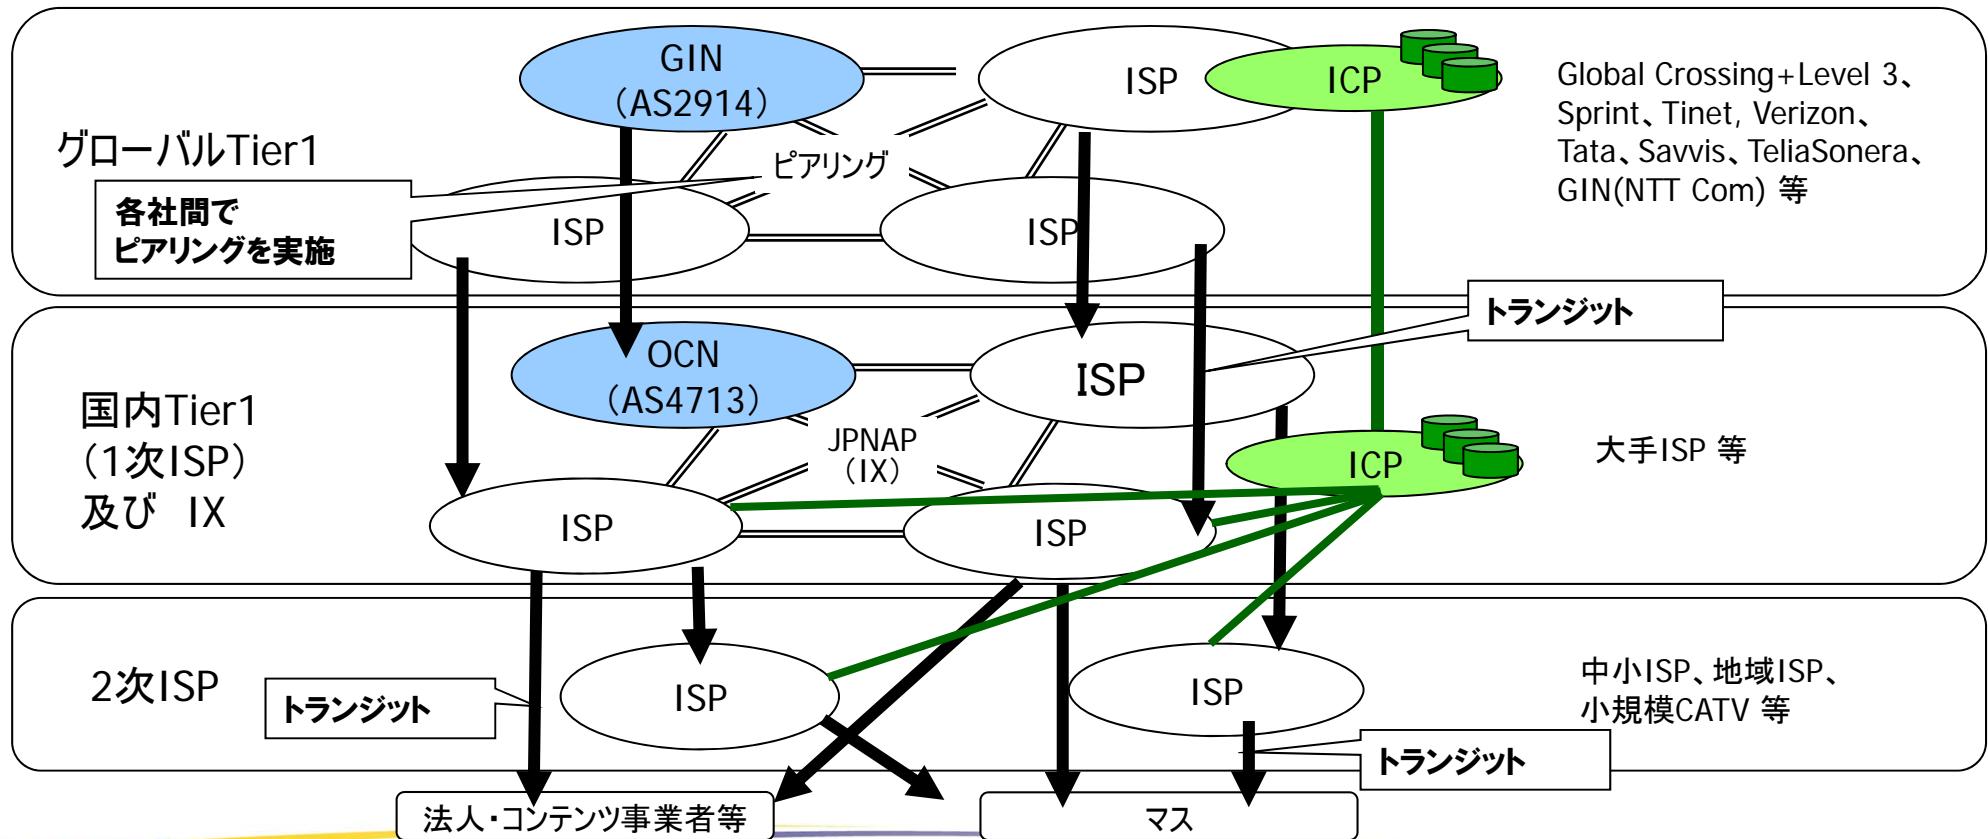 GIN
（AS2914）
ISP
ICP
Global Crossing+Level 3、
Sprint、Tinet, Verizon、
Tata、Savvis、TeliaSonera、
GIN(NTT Com) 等
グローバルTier1
ピアリング
各社間で
ピアリングを実施
ISP
ISP
トランジット
OCN
（AS4713）
ISP
国内Tier1
（1次ISP）
及び　IX
JPNAP
（IX）
ICP
大手ISP 等
ISP
ISP
2次ISP
トランジット
ISP
ISP
中小ISP、地域ISP、
小規模CATV 等
トランジット
法人・コンテンツ事業者等
マス